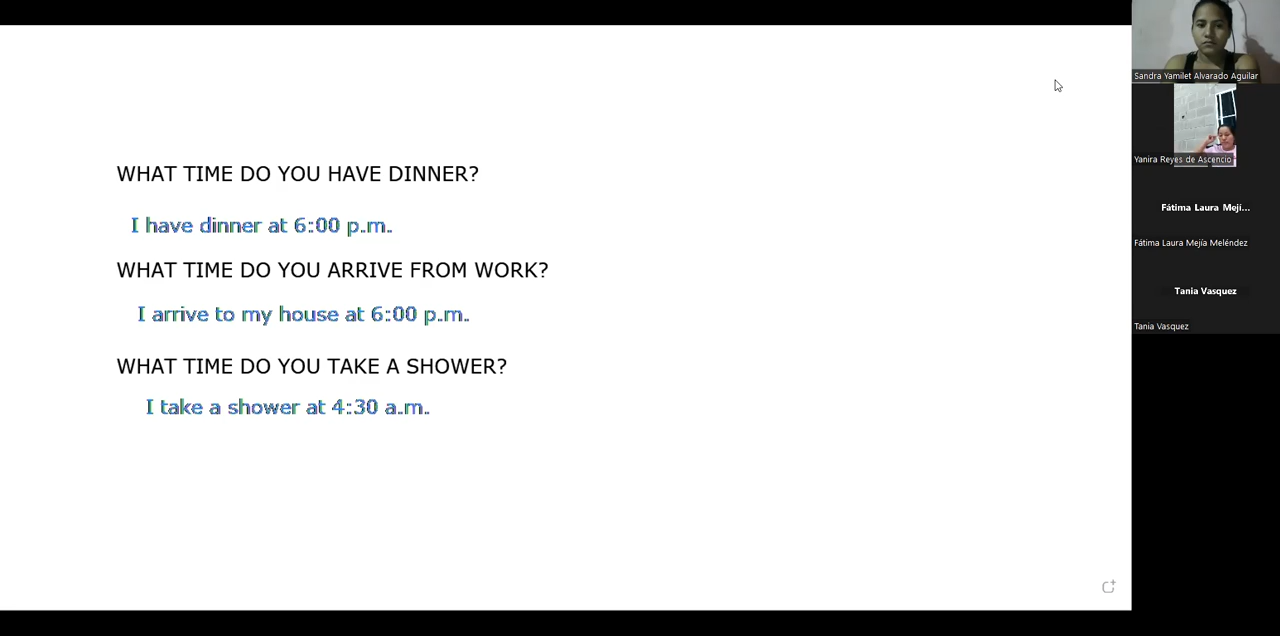 WHAT TIME DO YOU HAVE DINNER?
I have dinner at 6:00 p.m.
WHAT TIME DO YOU ARRIVE FROM WORK?
I arrive to my house at 6:00 p.m.
WHAT TIME DO YOU TAKE A SHOWER?
I take a shower at 4:30 a.m.
Sandra Yamilet Alvarado Aguilar
Yanira Reyes de Ascencio
Fátima Laura Mejí...
Fátima Laura Mejía Meléndez
Tania Vasquez
Tania Vasquez